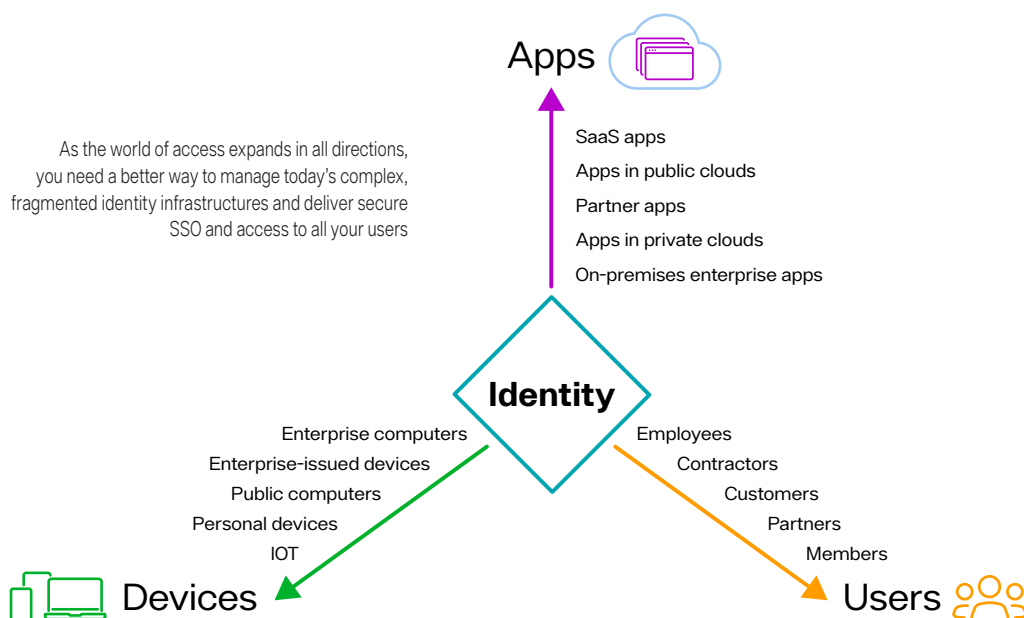 Apps
SaaS apps
Apps in public clouds
Partner apps
Apps in private clouds
On-premises enterprise apps
As the world of access expands in all directions,
you need a better way to manage today's complex,
fragmented identity infrastructures and deliver secure
SSO and access to all your users
Identity
Enterprise computers
Enterprise-issued devices
Public computers
Personal devices
IOT
Devices
Employees
Contractors
Customers
Partners
Members
Users